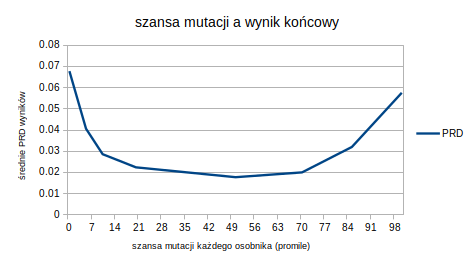 szansa mutacji a wynik końcowy
0.08
0.07
0.06
0.05
0.04
0.03
0.02
0.01
0
średnie PRD wyników
0 7 14 21 28 35 42 49 56 63 70 77 84 91 98
szansa mutacji każdego osobnika (promile)
PRD